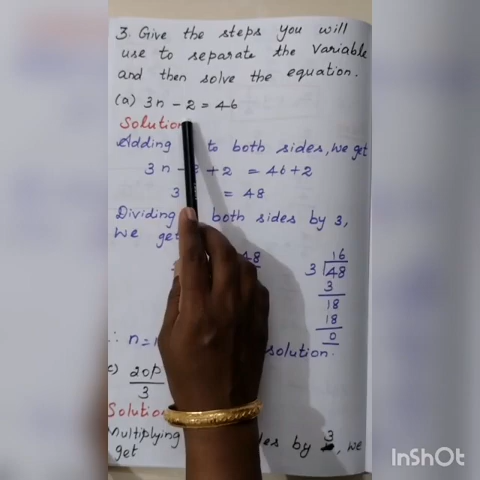 3. Give the steps you will
use to separate the variable
and then solve the equation.
(a) 3n - 2 = 46
Solution
Adding to both sides, we get
3n - 2 + 2 = 46 + 2
3 = 48
Dividing both sides by 3,
we get
48
16
3 48
3
18
18
0
∴ n = solution.
c) 20P
3
Solution
Multiplying by 3, we
get
InShOt